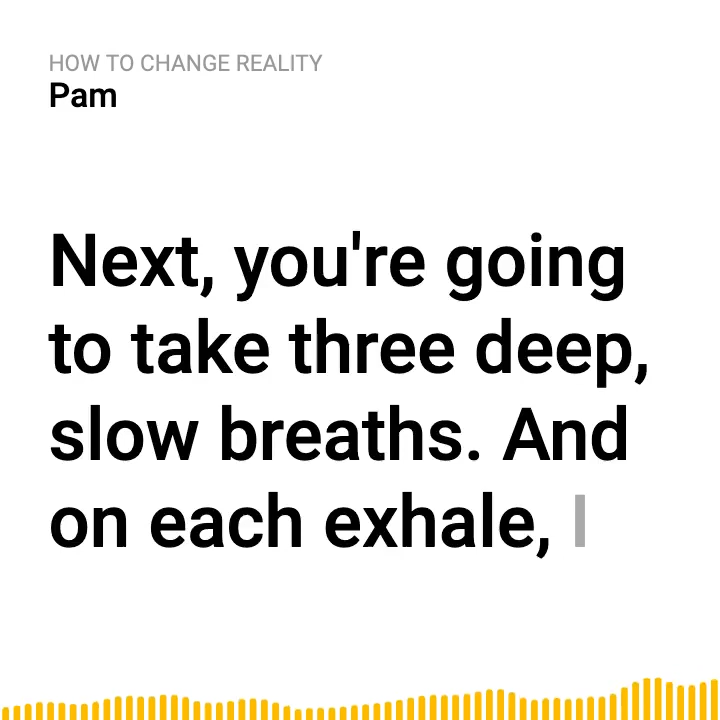 HOW TO CHANGE REALITY
Pam
Next, you're going
to take three deep,
slow breaths. And
on each exhale, I